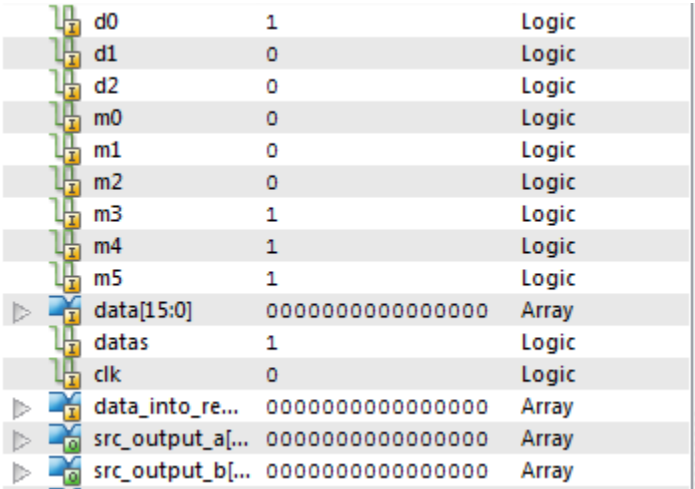 d0 1 Logic
d1 0 Logic
d2 0 Logic
m0 0 Logic
m1 0 Logic
m2 0 Logic
m3 1 Logic
m4 1 Logic
m5 1 Logic
data[15:0] 0000000000000000 Array
datas 1 Logic
clk 0 Logic
data_into_re... 0000000000000000 Array
src_output_a[... 0000000000000000 Array
src_output_b[... 0000000000000000 Array